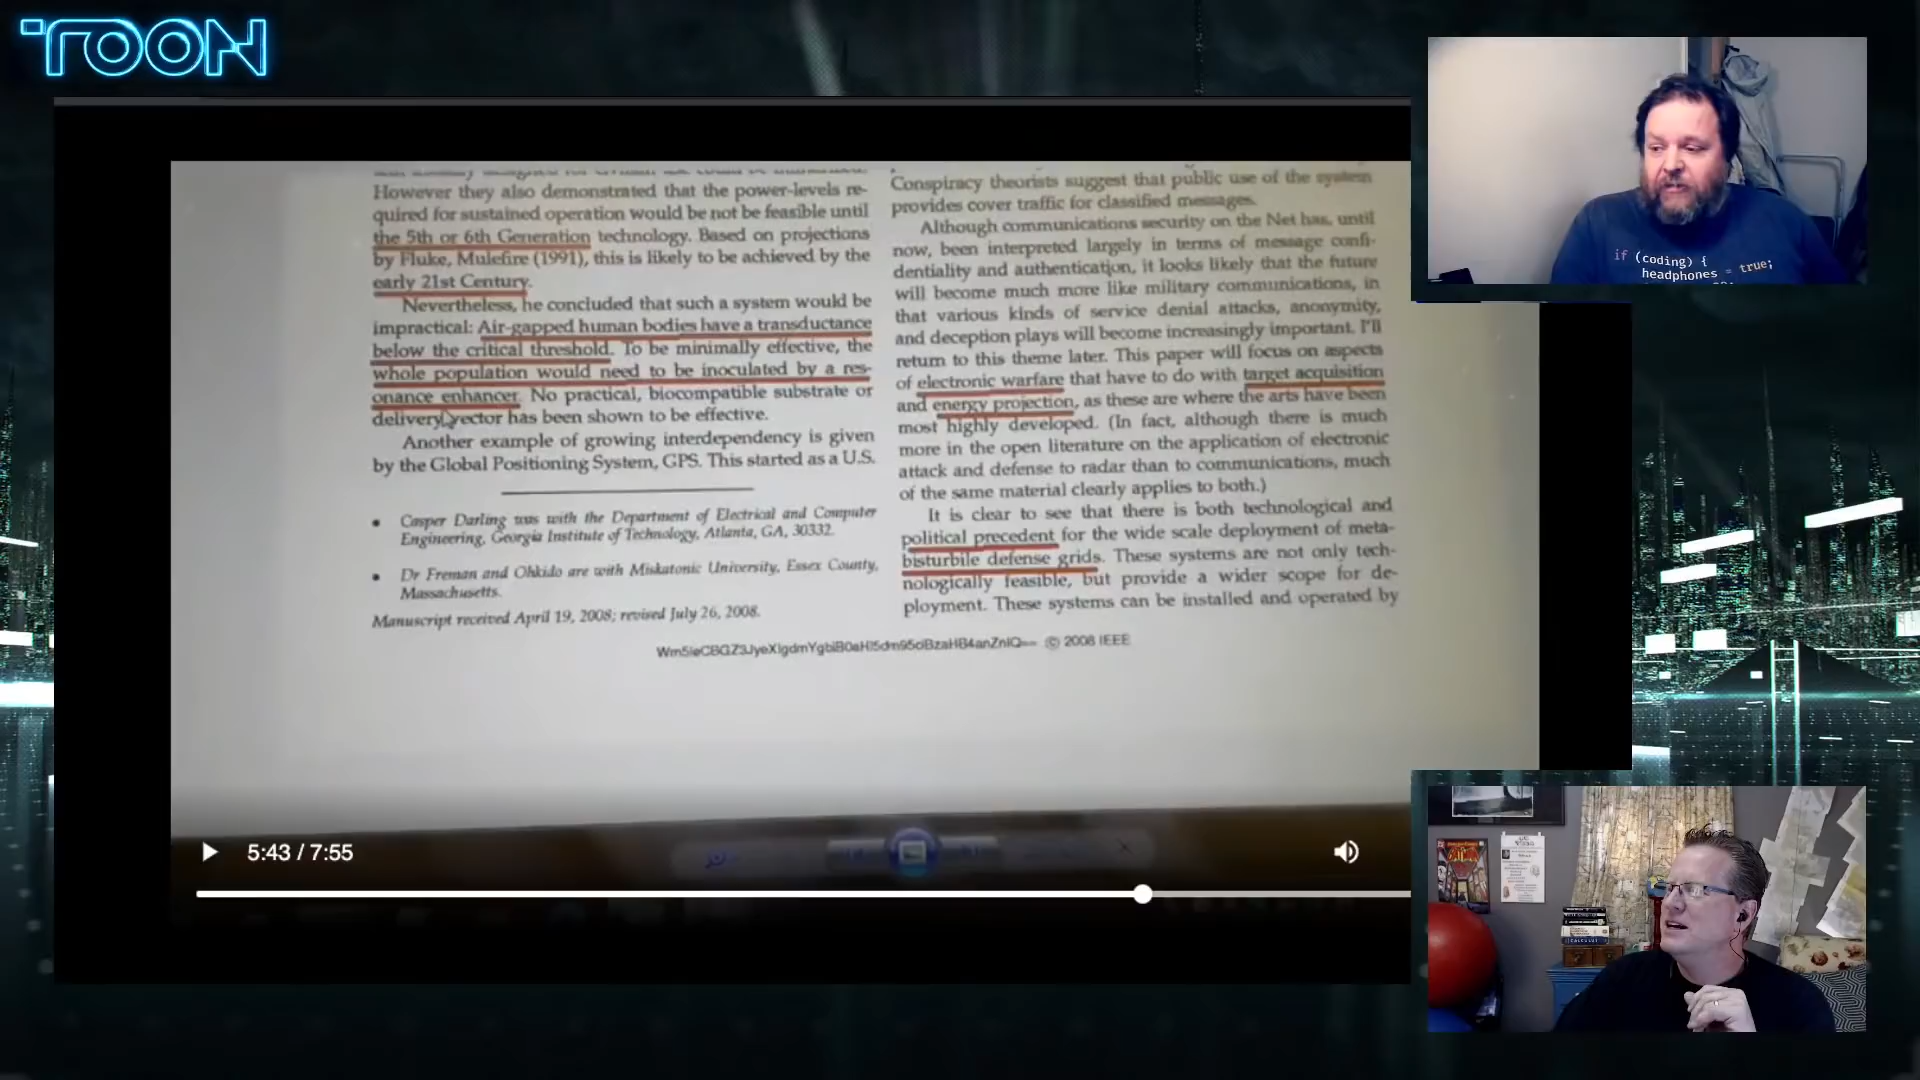 TOON
However they also demonstrated that the power-levels re-
quired for sustained operation would be not be feasible until
the 5th or 6th Generation technology. Based on projections
by Fluke, Mulefire (1991), this is likely to be achieved by the
early 21st Century.
Nevertheless, he concluded that such a system would be
impractical: Air-gapped human bodies have a transductance
below the critical threshold. To be minimally effective, the
whole population would need to be inoculated by a res-
onance enhancer. No practical, biocompatible substrate or
delivery vector has been shown to be effective.
Another example of growing interdependency is given
by the Global Positioning System, GPS. This started as a U.S.
• Casper Darling was with the Department of Electrical and Computer
Engineering, Georgia Institute of Technology, Atlanta, GA, 30332.
• Dr Freman and Ohkido are with Miskatonic University, Essex County,
Massachusetts.
Manuscript received April 19, 2008; revised July 26, 2008.
Conspiracy theorists suggest that public use of the system
provides cover traffic for classified messages.
Although communications security on the Net has, until
now, been interpreted largely in terms of message confi-
dentiality and authentication, it looks likely that the future
will become much more like military communications, in
that various kinds of service denial attacks, anonymity,
and deception plays will become increasingly important. I'll
return to this theme later. This paper will focus on aspects
of electronic warfare that have to do with target acquisition
and energy projection, as these are where the arts have been
most highly developed. (In fact, although there is much
more in the open literature on the application of electronic
attack and defense to radar than to communications, much
of the same material clearly applies to both.)
It is clear to see that there is both technological and
political precedent for the wide scale deployment of meta-
bisturbile defense grids. These systems are not only tech-
nologically feasible, but provide a wider scope for de-
ployment. These systems can be installed and operated by
© 2008 IEEE
5:43 / 7:55
if (coding) {
headphones = true;
CALCULUS